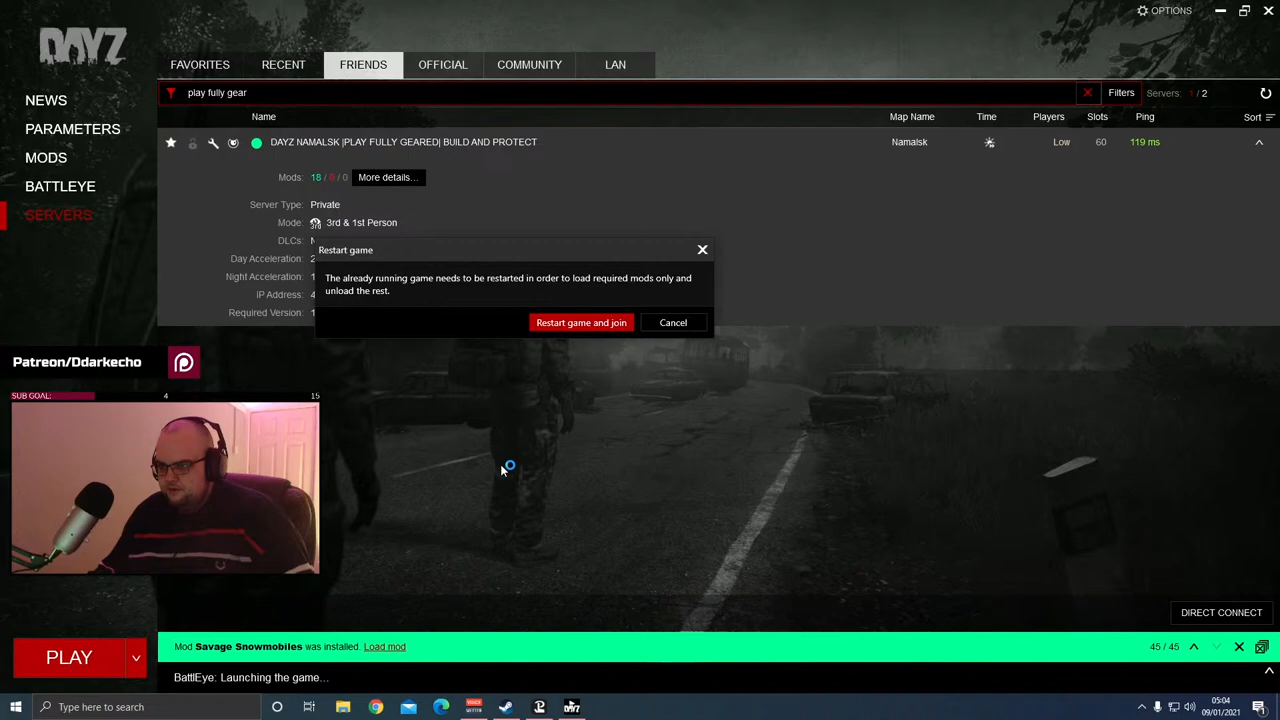 OPTIONS
DAYZ
FAVORITES RECENT FRIENDS OFFICIAL COMMUNITY LAN
play fully gear Filters Servers: 1 / 2
NEWS
PARAMETERS
MODS
BATTLEYE
SERVERS
Name Map Name Time Players Slots Ping Sort
DAYZ NAMALSK |PLAY FULLY GEARED| BUILD AND PROTECT Namalsk Low 60 119 ms
Mods: 18 / 0 / 0 More details...
Server Type: Private
Mode: 3rd & 1st Person
DLCs: N
Day Acceleration: 2
Night Acceleration: 1
IP Address: 4
Required Version: 1
Restart game
The already running game needs to be restarted in order to load required mods only and
unload the rest.
Restart game and join Cancel
Patreon/Ddarkecho
SUB GOAL: 4 15
DIRECT CONNECT
PLAY
Mod Savage Snowmobiles was installed. Load mod 45 / 45
BattlEye: Launching the game...
Type here to search
05:04
09/01/2021